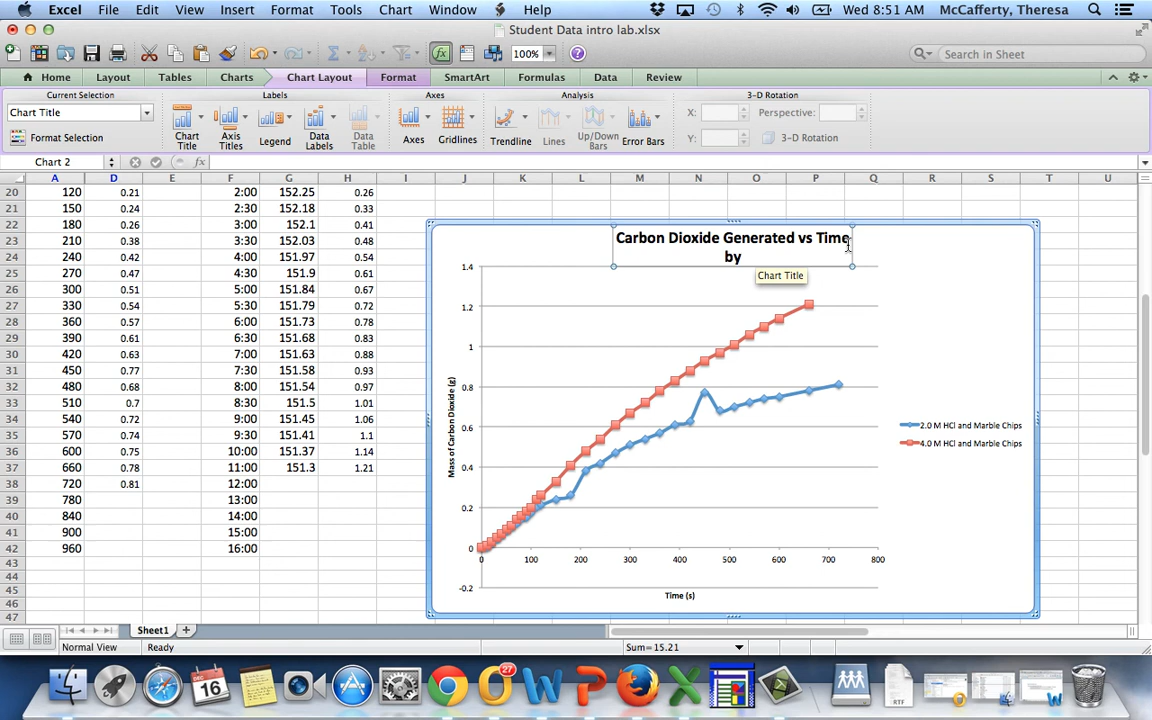 Excel File Edit View Insert Format Tools Chart Window Help Wed 8:51 AM McCafferty, Theresa
Student Data intro lab.xlsx
100% Search in Sheet
Home Layout Tables Charts Chart Layout Format SmartArt Formulas Data Review
Current Selection Labels Axes Analysis 3-D Rotation
Chart Title X: Perspective:
Format Selection Chart Title Axis Titles Legend Data Labels Data Table Axes Gridlines Trendline Lines Up/Down Bars Error Bars Y: 3-D Rotation
Chart 2 fx
A D E F G H I J K L M N O P Q R S T U
20 120 0.21 2:00 152.25 0.26
21 150 0.24 2:30 152.18 0.33
22 180 0.26 3:00 152.1 0.41
23 210 0.38 3:30 152.03 0.48
24 240 0.42 4:00 151.97 0.54
25 270 0.47 4:30 151.9 0.61
26 300 0.51 5:00 151.84 0.67
27 330 0.54 5:30 151.79 0.72
28 360 0.57 6:00 151.73 0.78
29 390 0.61 6:30 151.68 0.83
30 420 0.63 7:00 151.63 0.88
31 450 0.77 7:30 151.58 0.93
32 480 0.68 8:00 151.54 0.97
33 510 0.7 8:30 151.5 1.01
34 540 0.72 9:00 151.45 1.06
35 570 0.74 9:30 151.41 1.1
36 600 0.75 10:00 151.37 1.14
37 660 0.78 11:00 151.3 1.21
38 720 0.81 12:00
39 780 13:00
40 840 14:00
41 900 15:00
42 960 16:00
43
44
45
46
47
Carbon Dioxide Generated vs Time
by
Chart Title
1.4
1.2
1
0.8
0.6
0.4
0.2
0
-0.2
Mass of Carbon Dioxide (g)
0 100 200 300 400 500 600 700 800
Time (s)
2.0 M HCl and Marble Chips
4.0 M HCl and Marble Chips
Sheet1
Normal View Ready Sum=15.21
DEC
16
27
RTF